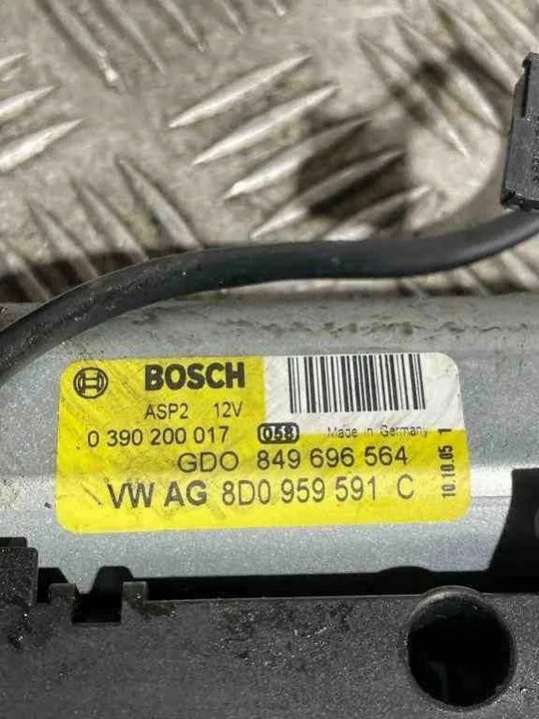 BOSCH
ASP2 12V
0 390 200 017 058 Made in Germany
GDO 849 696 564
VW AG 8D0 959 591 C
10.10.05 1